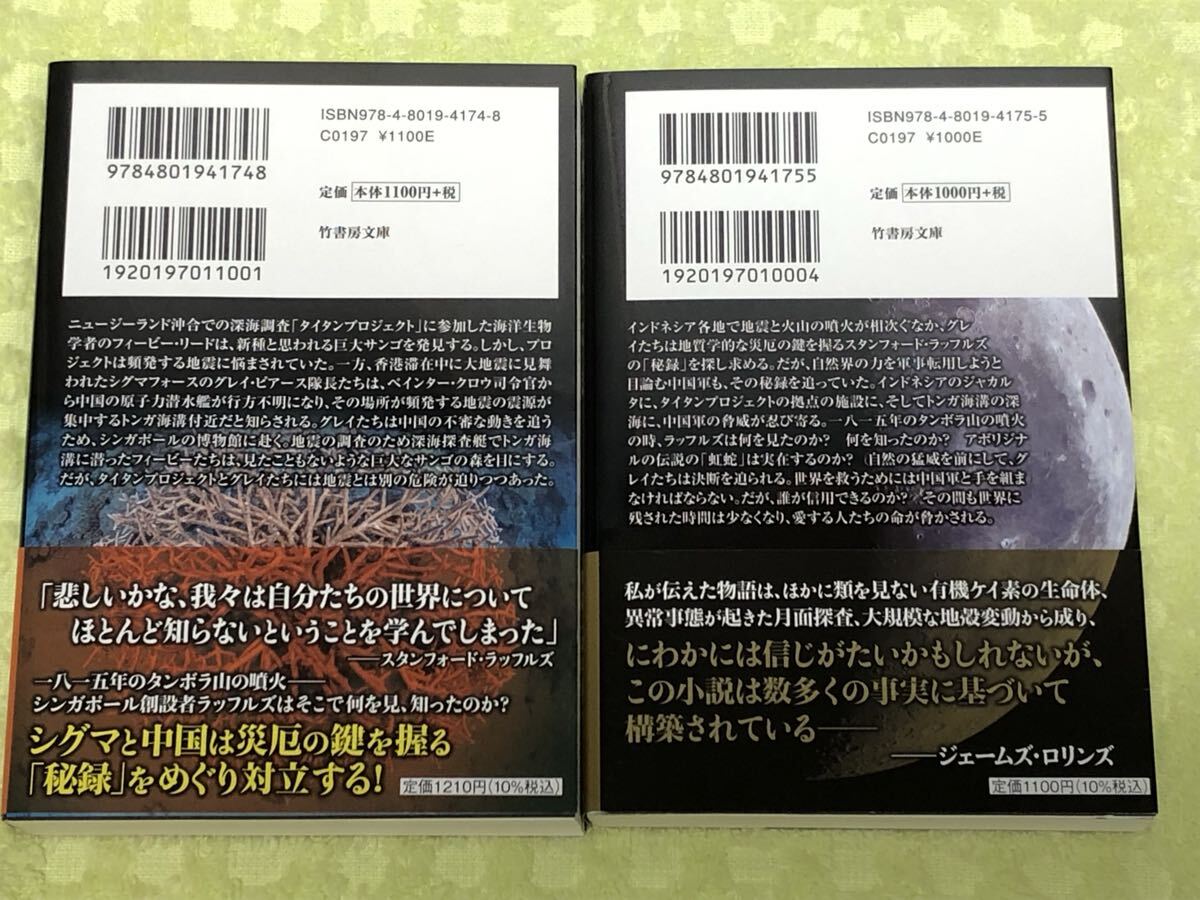 ISBN978-4-8019-4174-8
C0197 ¥1100E
9784801941748
定価 本体1100円+税
竹書房文庫
1920197011001
ニュージーランド沖合での深海調査「タイタンプロジェクト」に参加した海洋生物
学者のフィービー・リードは、新種と思われる巨大サンゴを発見する。しかし、プロ
ジェクトは頻発する地震に悩まされていた。一方、香港滞在中に大地震に見舞
われたシグマフォースのグレイ・ピアース隊長たちは、ペインター・クロウ司令官から
中国の原子力潜水艦が行方不明になり、その場所が頻発する地震の震源が
集中するトンガ海溝付近だと知らされる。グレイたちは中国の不審な動きを追う
ため、シンガポールの博物館に赴く。地震の調査のため深海探査艇でトンガ海
溝に潜ったフィービーたちは、見たこともないような巨大なサンゴの森を目にする。
だが、タイタンプロジェクトとグレイたちには地震とは別の危険が迫りつつあった。
「悲しいかな、我々は自分たちの世界について
ほとんど知らないということを学んでしまった」
──スタンフォード・ラッフルズ
一八一五年のタンボラ山の噴火──
シンガポール創設者ラッフルズはそこで何を見、知ったのか?
シグマと中国は災厄の鍵を握る
「秘録」をめぐり対立する!
定価1210円(10%税込)
ISBN978-4-8019-4175-5
C0197 ¥1000E
9784801941755
定価 本体1000円+税
竹書房文庫
1920197010004
インドネシア各地で地震と火山の噴火が相次ぐなか、グレ
イたちは地質学的な災厄の鍵を握るスタンフォード・ラッフルズ
の「秘録」を探し求める。だが、自然界の力を軍事転用しようと
目論む中国軍も、その秘録を追っていた。インドネシアのジャカル
タに、タイタンプロジェクトの拠点の施設に、そしてトンガ海溝の深
海に、中国軍の脅威が忍び寄る。一八一五年のタンボラ山の噴火
の時、ラッフルズは何を見たのか? 何を知ったのか? アボリジナ
ルの伝説の「虹蛇」は実在するのか? 自然の猛威を前にして、グ
レイたちは決断を迫られる。世界を救うためには中国軍と手を組ま
なければならない。だが、誰が信用できるのか? その間も世界に
残された時間は少なくなり、愛する人たちの命が脅かされる。
私が伝えた物語は、ほかに類を見ない有機ケイ素の生命体、
異常事態が起きた月面探査、大規模な地殻変動から成り、
にわかには信じがたいかもしれないが、
この小説は数多くの事実に基づいて
構築されている──
──ジェームズ・ロリンズ
定価1100円(10%税込)